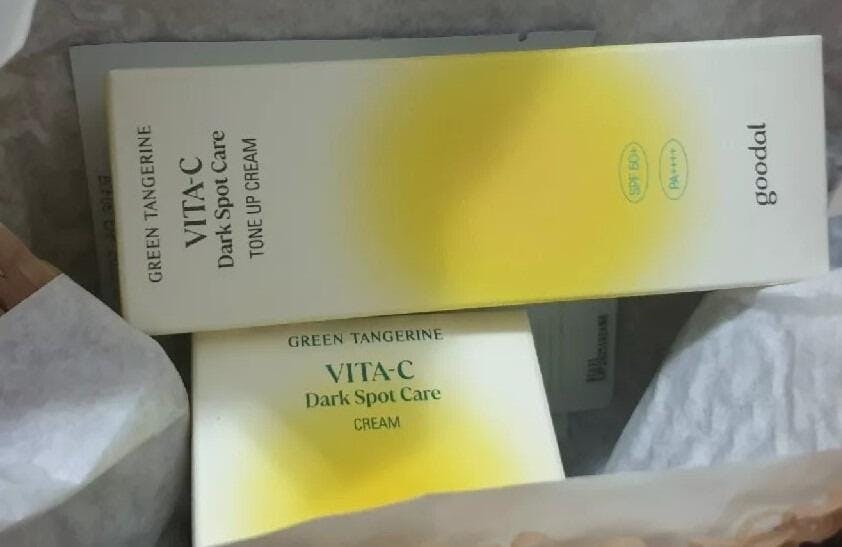 GREEN TANGERINE
VITA-C
Dark Spot Care
TONE UP CREAM
SPF 50+
PA++++
goodal
GREEN TANGERINE
VITA-C
Dark Spot Care
CREAM